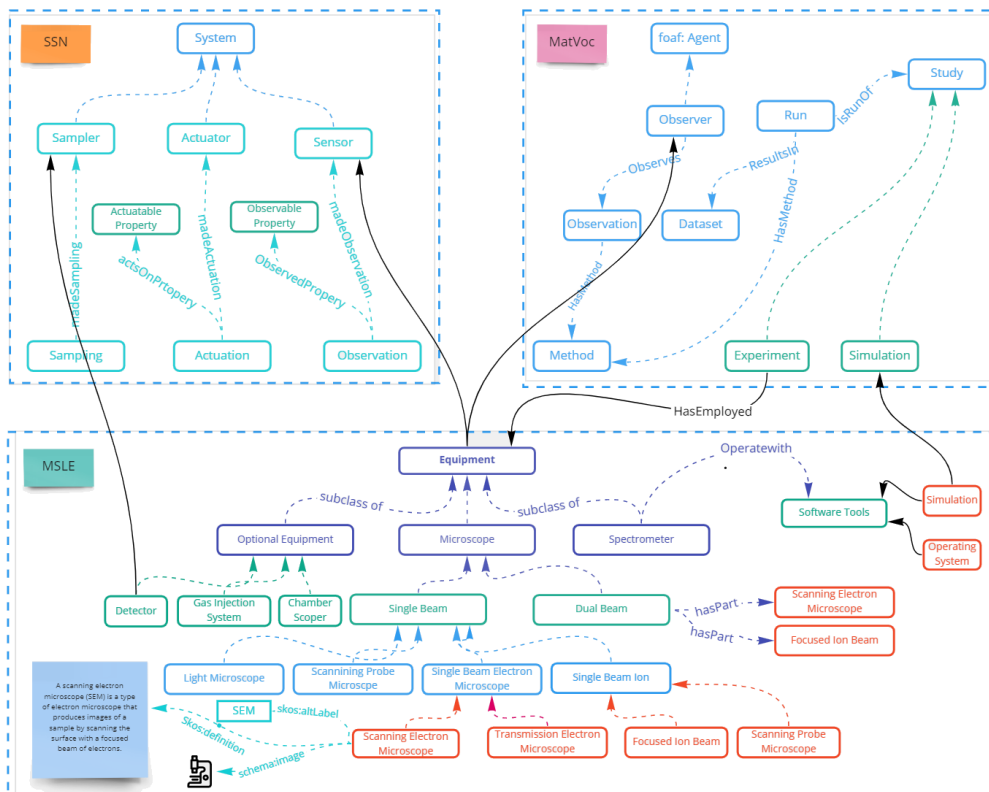 SSN
System
Sampler
Actuator
Sensor
Actuatable
Property
Observable
Property
madeSampling
actsOnPrtopery
madeActuation
ObservedPropery
madeObservation
Sampling
Actuation
Observation
MatVoc
foaf: Agent
Study
Observer
Run
IsRunOf
Observes
ResultsIn
HasMethod
Observation
Dataset
HasMethod
Method
Experiment
Simulation
HasEmployed
MSLE
Equipment
Operatewith
.
subclass of
subclass of
Optional Equipment
Microscope
Spectrometer
Software Tools
Simulation
Operating
System
Detector
Gas Injection
System
Chamber
Scoper
Single Beam
Dual Beam
hasPart
hasPart
Scanning Electron
Microscope
Focused Ion Beam
Light Microscope
Scannining Probe
Microscpe
Single Beam Electron
Microscope
Single Beam Ion
A scanning electron
microscope (SEM) is a type
of electron microscope that
produces images of a
sample by scanning the
surface with a focused
beam of electrons.
SEM
skos:altLabel
Skos:definition
schema:image
Scanning Electron
Microscope
Transmission Electron
Microscope
Focused Ion Beam
Scanning Probe
Microscope